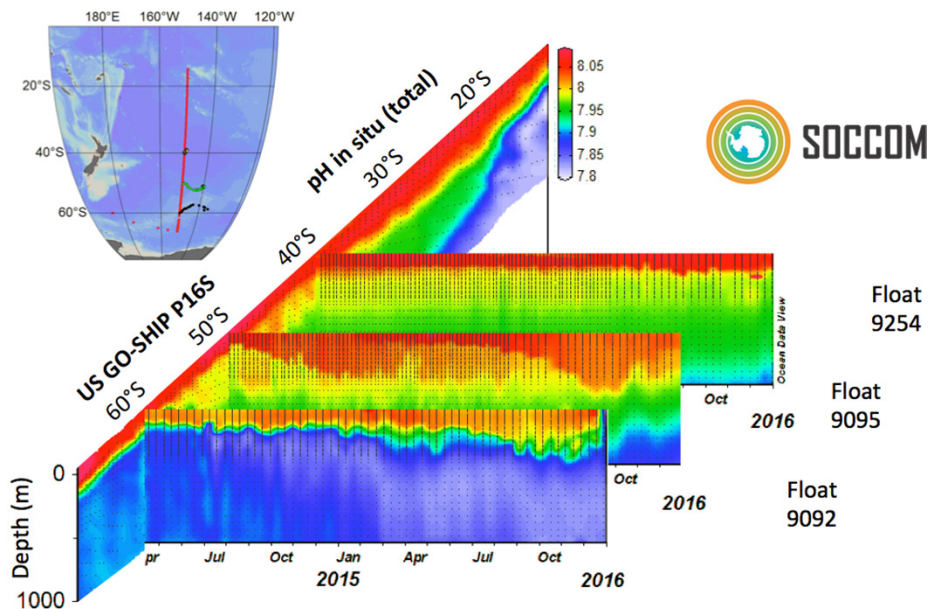 180°E 160°W 140°W 120°W
20°S
40°S
60°S
pH in situ (total)
US GO-SHIP P16S
20°S
30°S
40°S
50°S
60°S
8.05
8
7.95
7.9
7.85
7.8
SOCCOM
Ocean Data View
Float
9254
Oct
2016
Float
9095
Oct
2016
Float
9092
0
Depth (m)
1000
pr Jul Oct Jan Apr Jul Oct
2015 2016